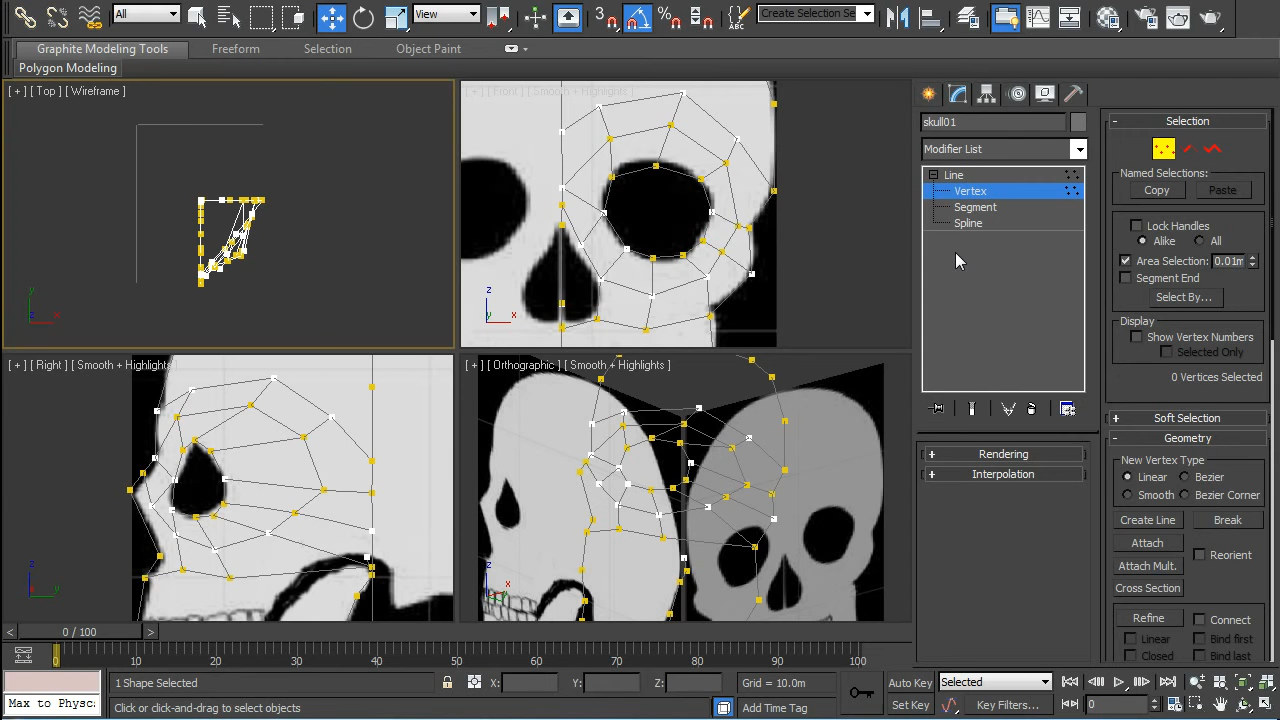 All
View
3
Create Selection Se
Graphite Modeling Tools
Freeform
Selection
Object Paint
Polygon Modeling
[ + ] [ Top ] [ Wireframe ]
[ + ] [ Front ] [ Smooth + Highlights ]
[ + ] [ Right ] [ Smooth + Highlights ]
[ + ] [ Orthographic ] [ Smooth + Highlights ]
y
z
x
z
y
x
z
x
z
y
z
x
skull01
Modifier List
Line
Vertex
Segment
Spline
+ Rendering
+ Interpolation
- Selection
Named Selections:
Copy
Paste
Lock Handles
Alike
All
Area Selection: 0.01m
Segment End
Select By...
Display
Show Vertex Numbers
Selected Only
0 Vertices Selected
+ Soft Selection
- Geometry
New Vertex Type
Linear
Bezier
Smooth
Bezier Corner
Create Line
Break
Attach
Reorient
Attach Mult.
Cross Section
Refine
Connect
Linear
Bind first
Closed
Bind last
< 0 / 100 >
0 10 20 30 40 50 60 70 80 90 100
1 Shape Selected
X:
Y:
Z:
Grid = 10.0m
Auto Key
Selected
Max to Physc
Click or click-and-drag to select objects
Add Time Tag
Set Key
Key Filters...
0